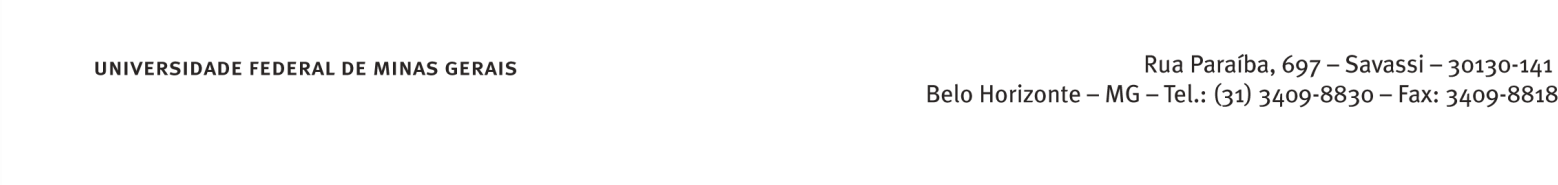 UNIVERSIDADE FEDERAL DE MINAS GERAIS
Rua Paraíba, 697 – Savassi – 30130-141
Belo Horizonte – MG – Tel.: (31) 3409-8830 – Fax: 3409-8818